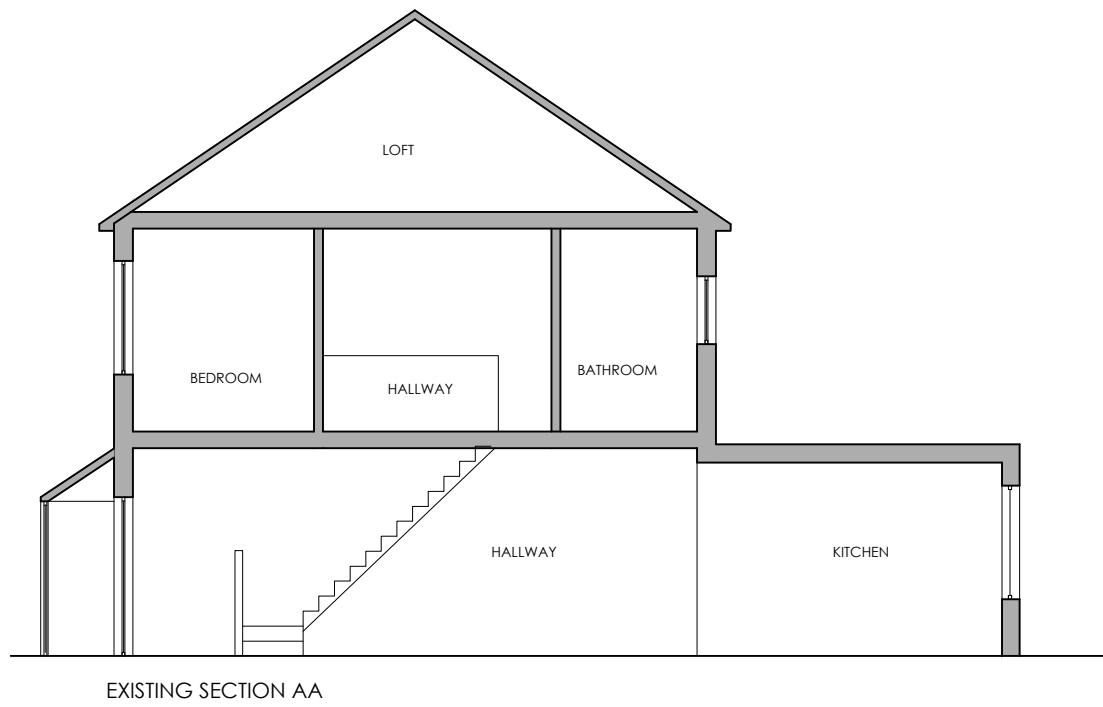 LOFT
BEDROOM
HALLWAY
BATHROOM
HALLWAY
KITCHEN
EXISTING SECTION AA